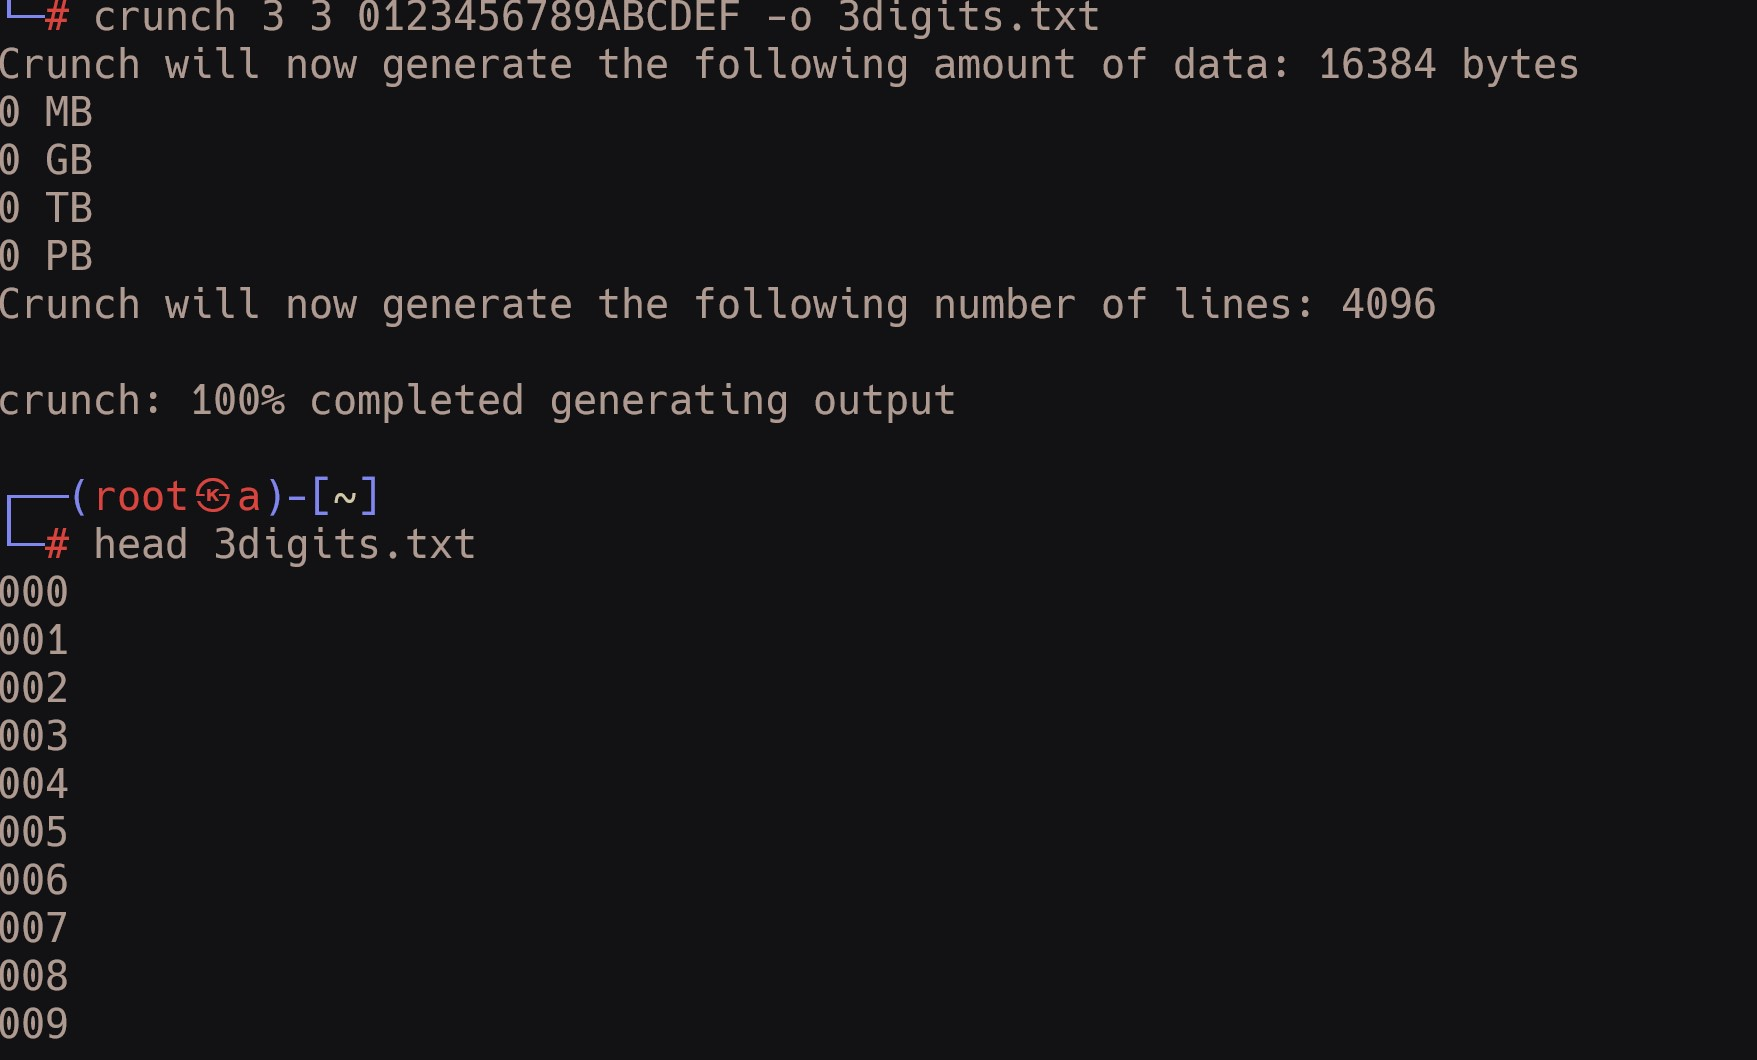 └─# crunch 3 3 0123456789ABCDEF -o 3digits.txt
Crunch will now generate the following amount of data: 16384 bytes
0 MB
0 GB
0 TB
0 PB
Crunch will now generate the following number of lines: 4096
crunch: 100% completed generating output
┌──(root㉿a)-[~]
└─# head 3digits.txt
000
001
002
003
004
005
006
007
008
009